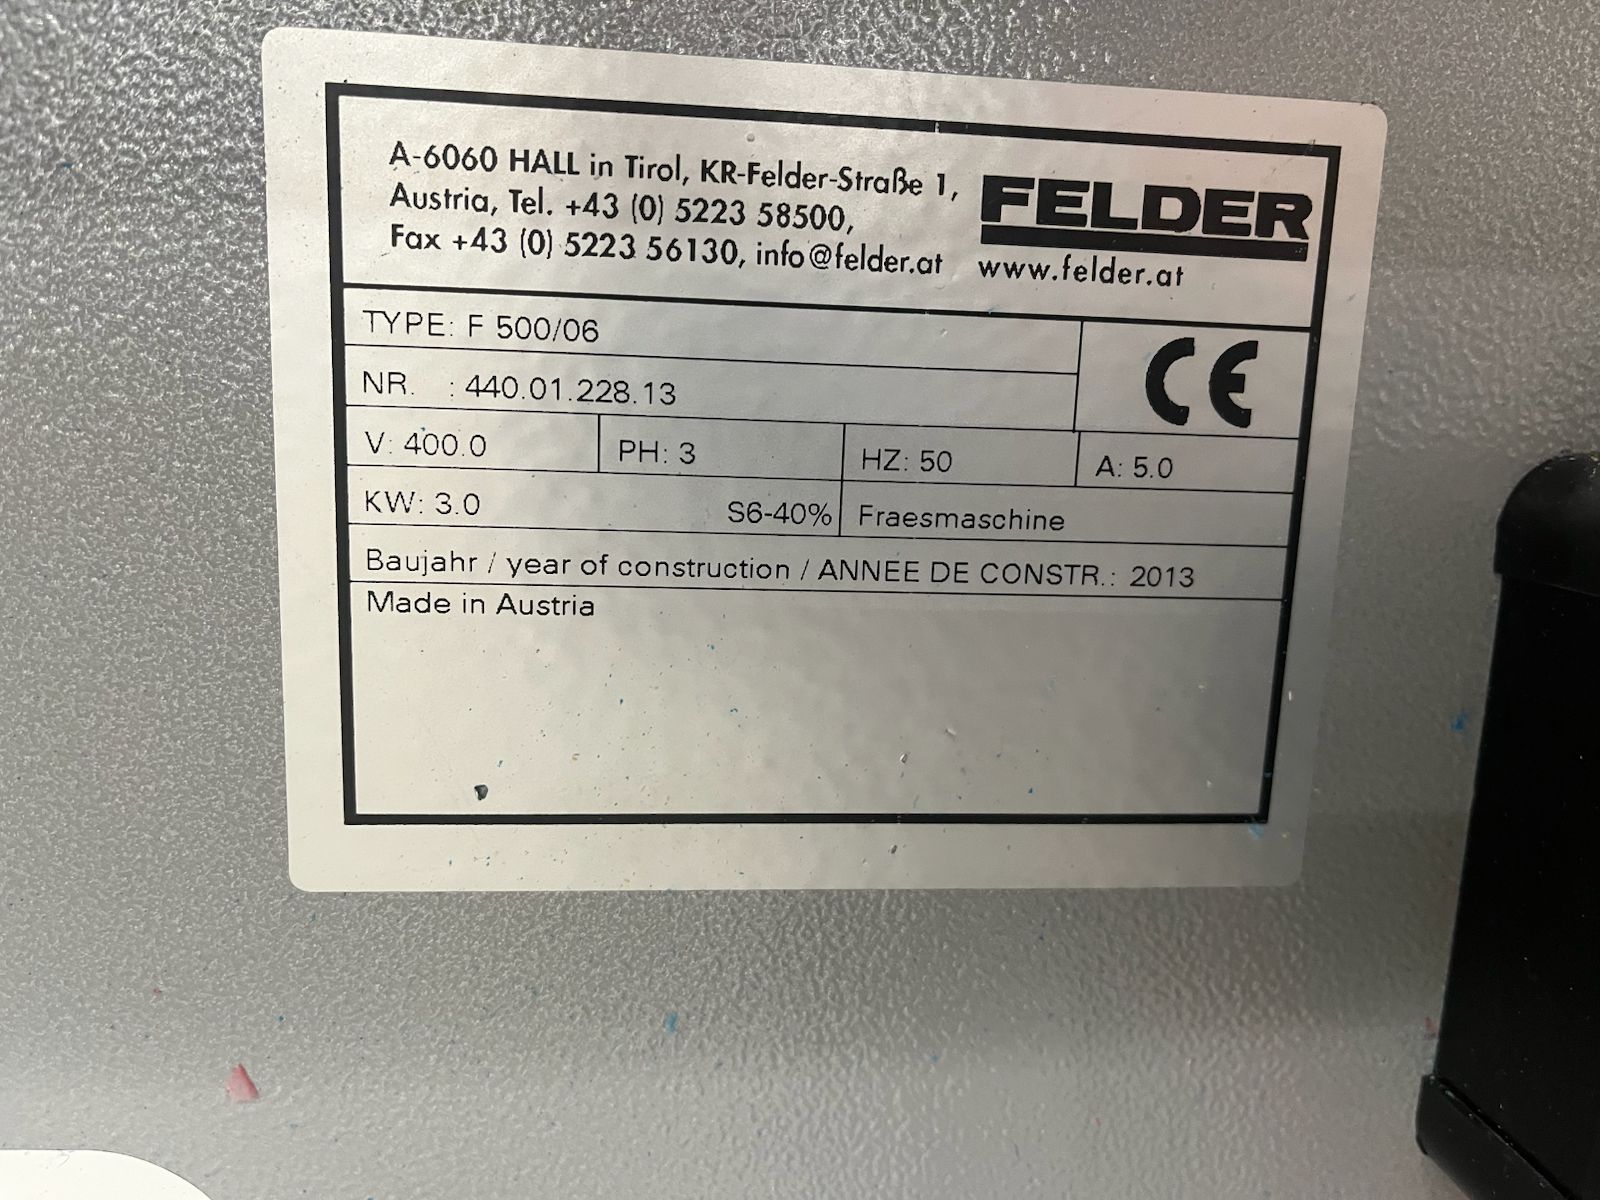 A-6060 HALL in Tirol, KR-Felder-Straße 1,
Austria, Tel. +43 (0) 5223 58500,
Fax +43 (0) 5223 56130, info@felder.at
FELDER
www.felder.at
TYPE: F 500/06
NR. : 440.01.228.13
CE
V: 400.0 PH: 3 HZ: 50 A: 5.0
KW: 3.0 S6-40% Fraesmaschine
Baujahr / year of construction / ANNEE DE CONSTR.: 2013
Made in Austria